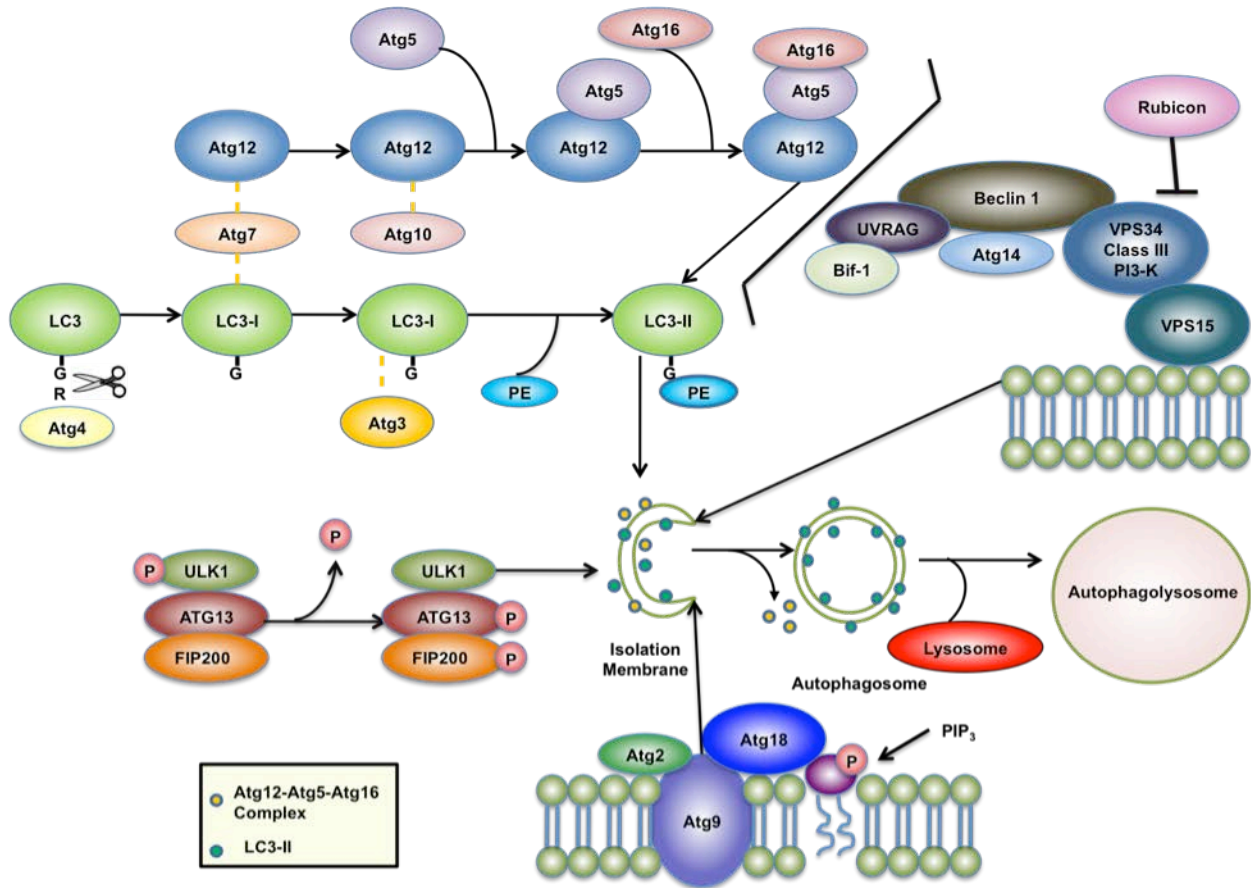 Atg5
Atg16
Atg16
Atg5
Atg5
Atg12
Atg12
Atg12
Atg12
Rubicon
Beclin 1
UVRAG
Bif-1
Atg14
VPS34
Class III
PI3-K
VPS15
Atg7
Atg10
LC3
LC3-I
LC3-I
LC3-II
G
R
G
G
G
PE
PE
Atg4
Atg3
P
P
ULK1
ATG13
FIP200
ULK1
ATG13
P
FIP200
P
Isolation
Membrane
Autophagosome
Lysosome
Autophagolysosome
Atg2
Atg18
Atg9
P
PIP₃
Atg12-Atg5-Atg16
Complex
LC3-II